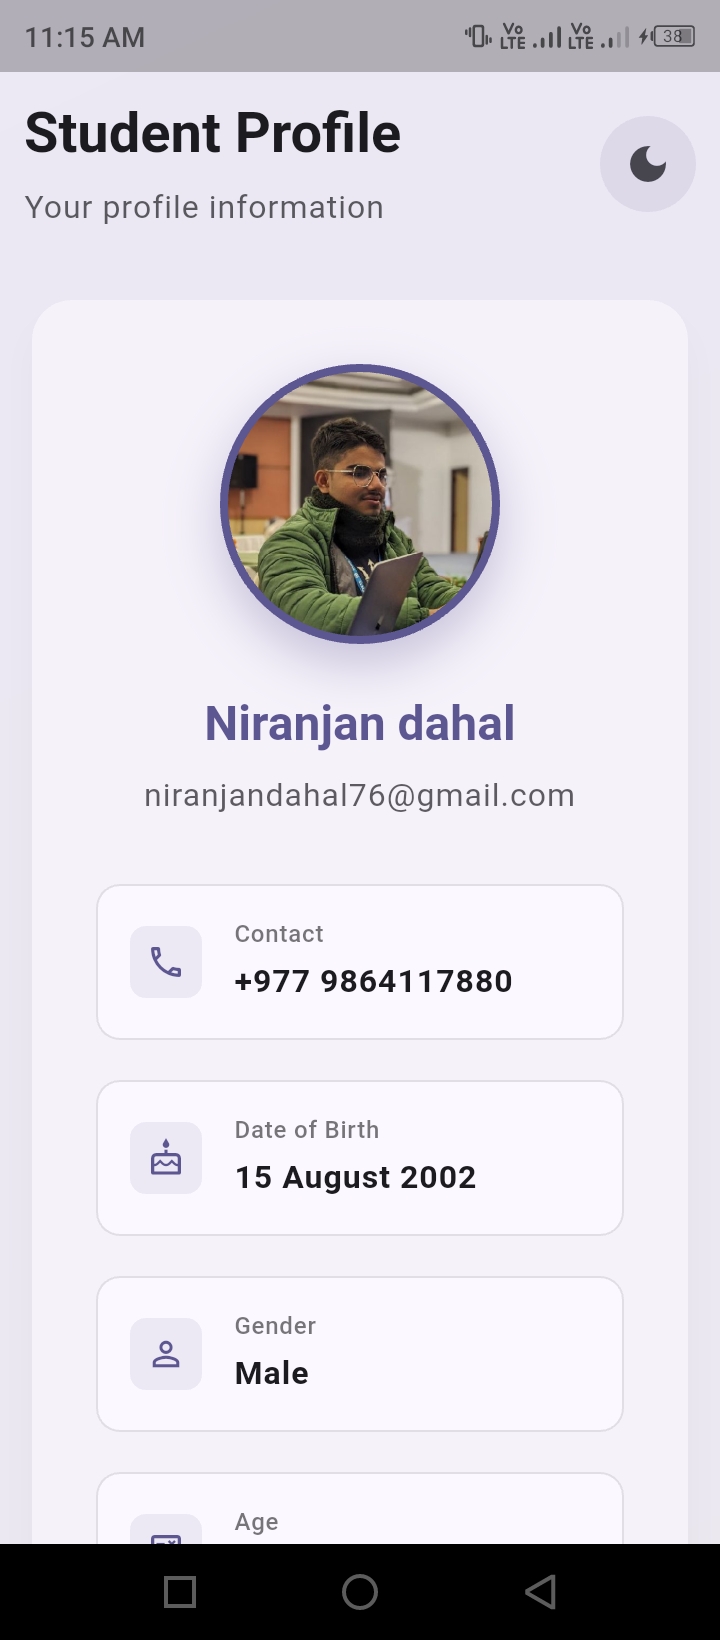 11:15 AM
Vo LTE
Vo LTE
38
Student Profile
Your profile information
Niranjan dahal
niranjandahal76@gmail.com
Contact
+977 9864117880
Date of Birth
15 August 2002
Gender
Male
Age